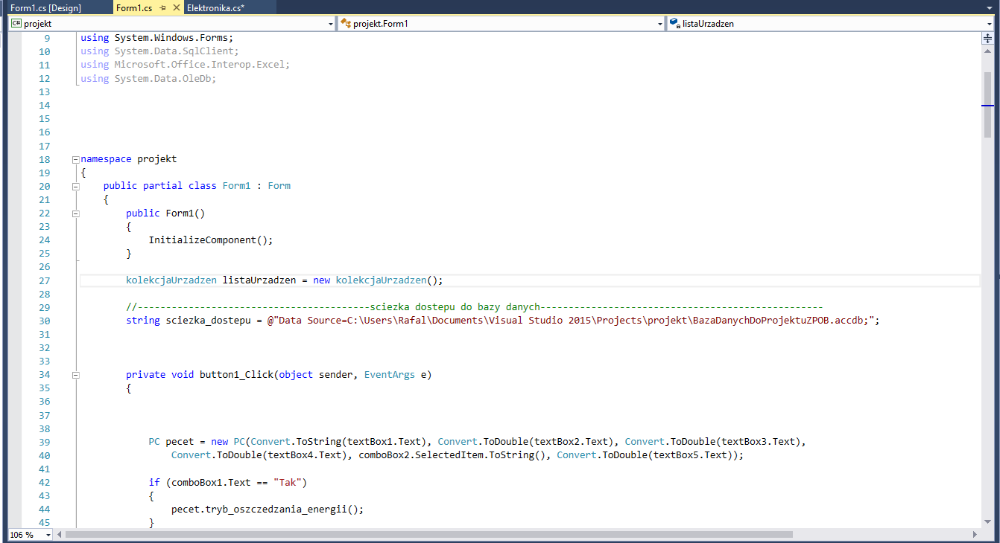 Form1.cs [Design] Form1.cs Elektronika.cs*
C# projekt projekt.Form1 listaUrzadzen
9 using System.Windows.Forms;
10 using System.Data.SqlClient;
11 using Microsoft.Office.Interop.Excel;
12 using System.Data.OleDb;
13
14
15
16
17
18 namespace projekt
19 {
20 public partial class Form1 : Form
21 {
22 public Form1()
23 {
24 InitializeComponent();
25 }
26
27 kolekcjaUrzadzen listaUrzadzen = new kolekcjaUrzadzen();
28
29 //-----------------------------------------sciezka dostepu do bazy danych--------------------------------------------------
30 string sciezka_dostepu = @"Data Source=C:\Users\Rafal\Documents\Visual Studio 2015\Projects\projekt\BazaDanychDoProjektuZPOB.accdb;";
31
32
33
34 private void button1_Click(object sender, EventArgs e)
35 {
36
37
38
39 PC pecet = new PC(Convert.ToString(textBox1.Text), Convert.ToDouble(textBox2.Text), Convert.ToDouble(textBox3.Text),
40 Convert.ToDouble(textBox4.Text), comboBox2.SelectedItem.ToString(), Convert.ToDouble(textBox5.Text));
41
42 if (comboBox1.Text == "Tak")
43 {
44 pecet.tryb_oszczedzania_energii();
45 }
106 %